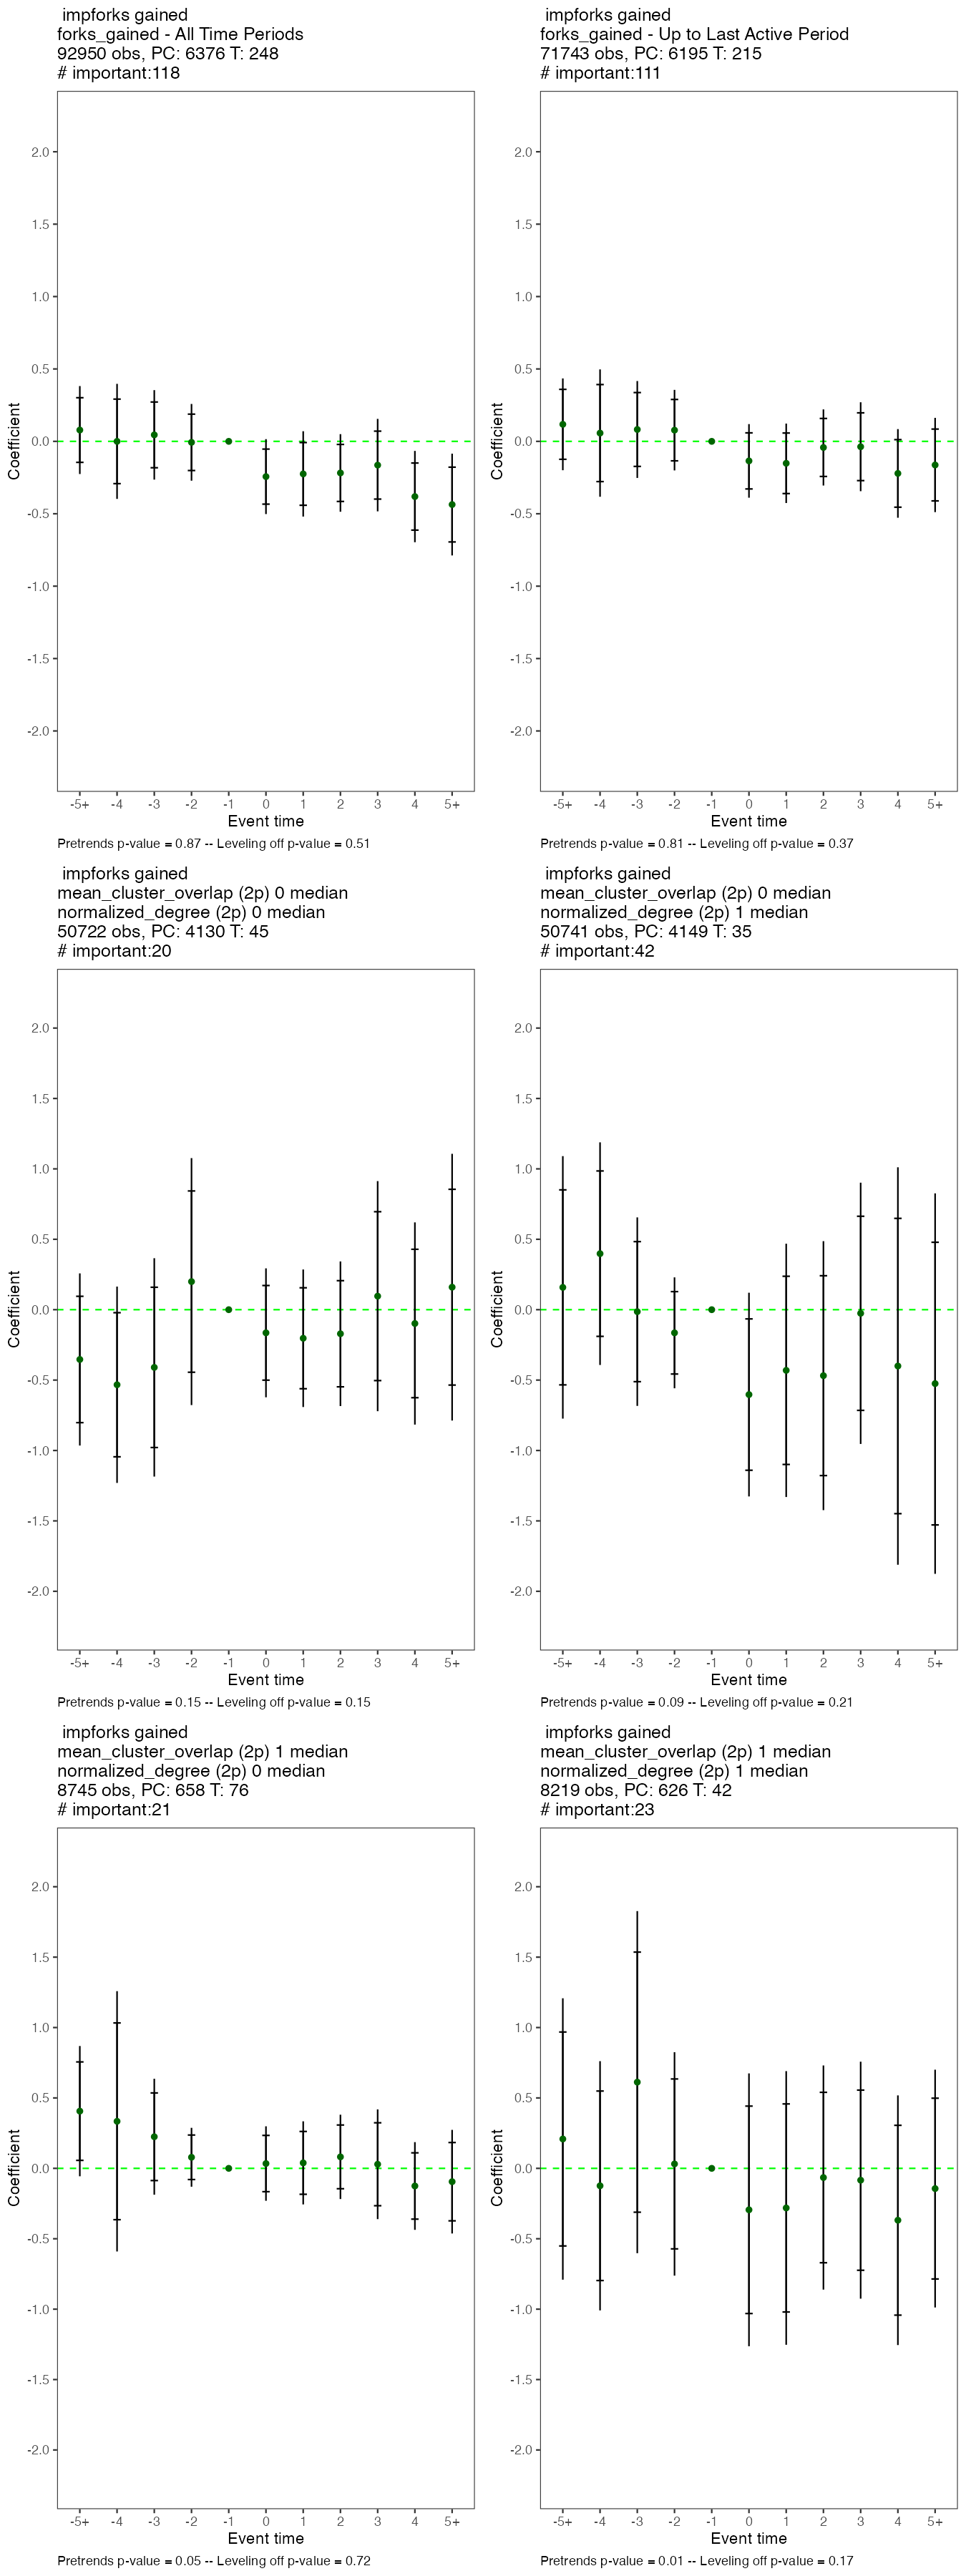 impforks gained
forks_gained - All Time Periods
92950 obs, PC: 6376 T: 248
# important:118
Coefficient
2.0
1.5
1.0
0.5
0.0
-0.5
-1.0
-1.5
-2.0
-5+ -4 -3 -2 -1 0 1 2 3 4 5+
Event time
Pretrends p-value = 0.87 -- Leveling off p-value = 0.51
impforks gained
forks_gained - Up to Last Active Period
71743 obs, PC: 6195 T: 215
# important:111
Coefficient
2.0
1.5
1.0
0.5
0.0
-0.5
-1.0
-1.5
-2.0
-5+ -4 -3 -2 -1 0 1 2 3 4 5+
Event time
Pretrends p-value = 0.81 -- Leveling off p-value = 0.37
impforks gained
mean_cluster_overlap (2p) 0 median
normalized_degree (2p) 0 median
50722 obs, PC: 4130 T: 45
# important:20
Coefficient
2.0
1.5
1.0
0.5
0.0
-0.5
-1.0
-1.5
-2.0
-5+ -4 -3 -2 -1 0 1 2 3 4 5+
Event time
Pretrends p-value = 0.15 -- Leveling off p-value = 0.15
impforks gained
mean_cluster_overlap (2p) 0 median
normalized_degree (2p) 1 median
50741 obs, PC: 4149 T: 35
# important:42
Coefficient
2.0
1.5
1.0
0.5
0.0
-0.5
-1.0
-1.5
-2.0
-5+ -4 -3 -2 -1 0 1 2 3 4 5+
Event time
Pretrends p-value = 0.09 -- Leveling off p-value = 0.21
impforks gained
mean_cluster_overlap (2p) 1 median
normalized_degree (2p) 0 median
8745 obs, PC: 658 T: 76
# important:21
Coefficient
2.0
1.5
1.0
0.5
0.0
-0.5
-1.0
-1.5
-2.0
-5+ -4 -3 -2 -1 0 1 2 3 4 5+
Event time
Pretrends p-value = 0.05 -- Leveling off p-value = 0.72
impforks gained
mean_cluster_overlap (2p) 1 median
normalized_degree (2p) 1 median
8219 obs, PC: 626 T: 42
# important:23
Coefficient
2.0
1.5
1.0
0.5
0.0
-0.5
-1.0
-1.5
-2.0
-5+ -4 -3 -2 -1 0 1 2 3 4 5+
Event time
Pretrends p-value = 0.01 -- Leveling off p-value = 0.17